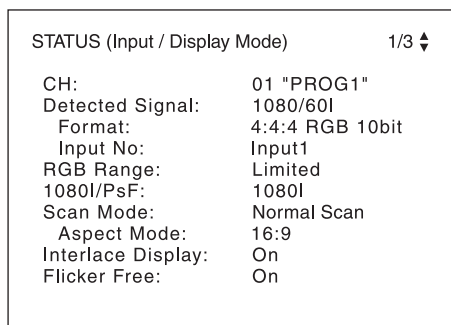 STATUS (Input / Display Mode) 1/3
CH: 01 "PROG1"
Detected Signal: 1080/60I
Format: 4:4:4 RGB 10bit
Input No: Input1
RGB Range: Limited
1080I/PsF: 1080I
Scan Mode: Normal Scan
Aspect Mode: 16:9
Interlace Display: On
Flicker Free: On